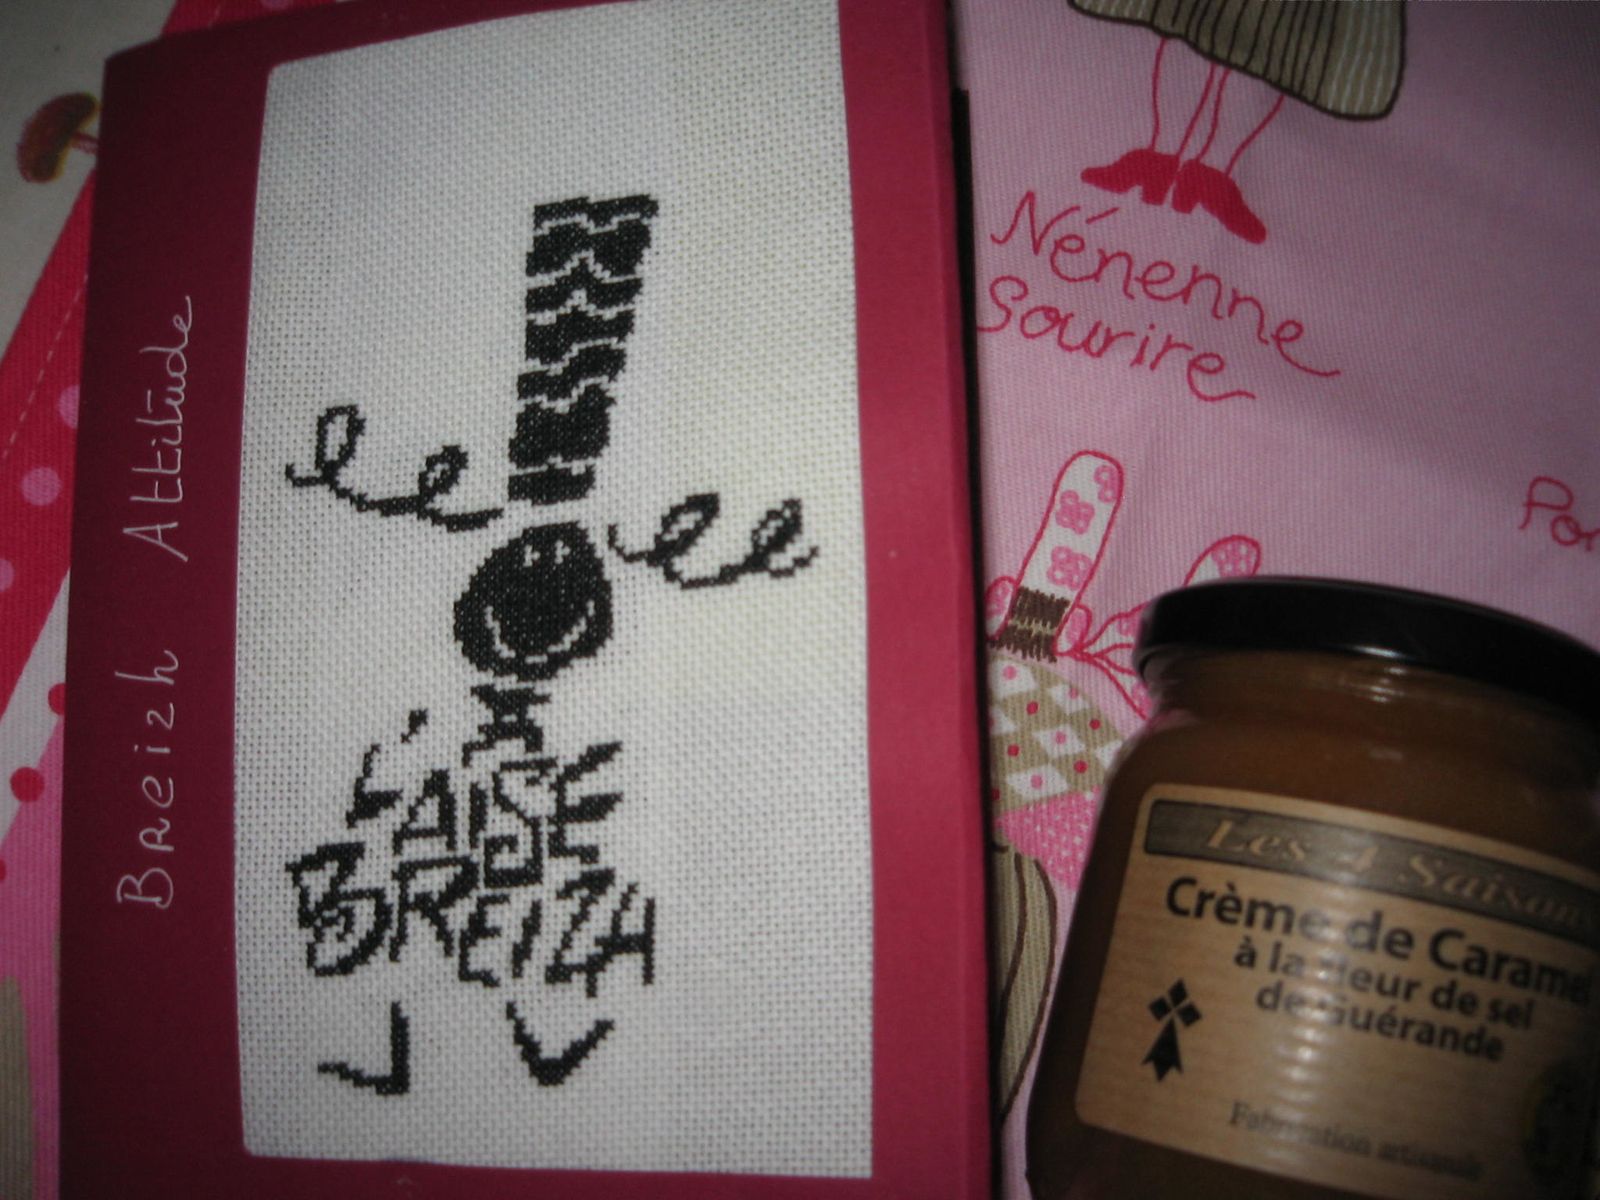 Breizh Attitude
L'AISE
BREIZH
Nénenne
Sourire
Po
Les 4 Saisons
Crème de Caramel
à la fleur de sel
de Guérande
Fabrication artisanale